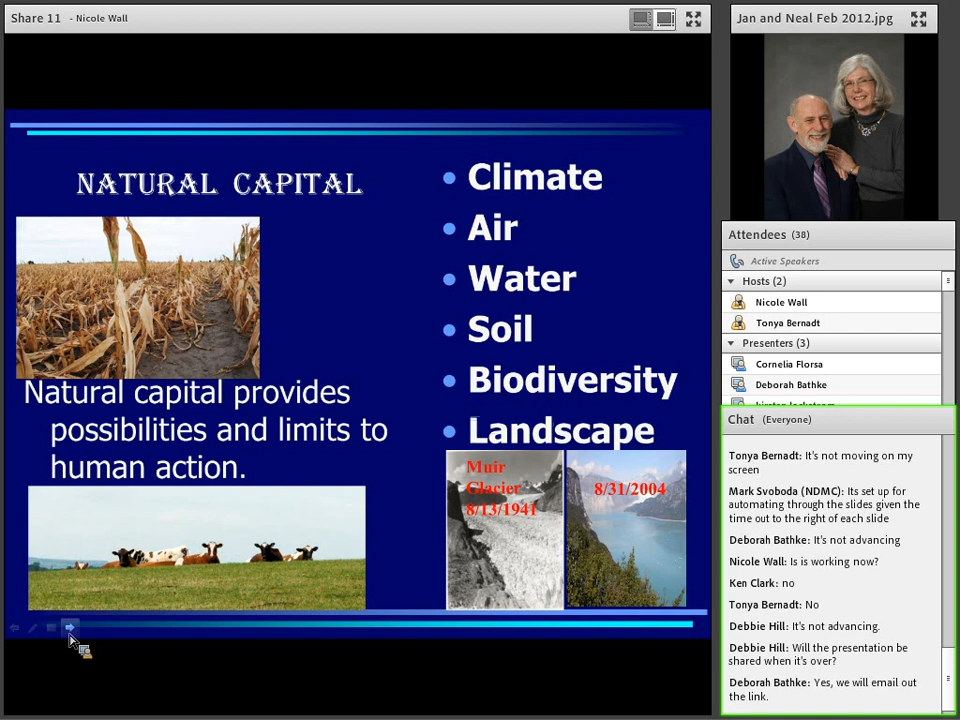 Share 11 - Nicole Wall
NATURAL CAPITAL
Natural capital provides
possibilities and limits to
human action.
• Climate
• Air
• Water
• Soil
• Biodiversity
• Landscape
Muir
Glacier
8/13/1941
8/31/2004
Jan and Neal Feb 2012.jpg
Attendees (38)
Active Speakers
Hosts (2)
Nicole Wall
Tonya Bernadt
Presenters (3)
Cornelia Florsa
Deborah Bathke
Chat (Everyone)
Tonya Bernadt: It's not moving on my
screen
Mark Svoboda (NDMC): Its set up for
automating through the slides given the
time out to the right of each slide
Deborah Bathke: It's not advancing
Nicole Wall: Is is working now?
Ken Clark: no
Tonya Bernadt: No
Debbie Hill: It's not advancing.
Debbie Hill: Will the presentation be
shared when it's over?
Deborah Bathke: Yes, we will email out
the link.